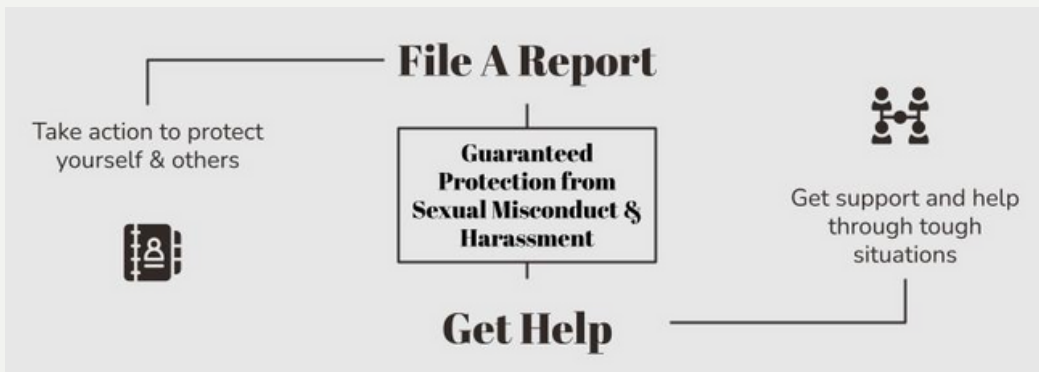 File A Report
Take action to protect
yourself & others
Guaranteed
Protection from
Sexual Misconduct &
Harassment
Get support and help
through tough
situations
Get Help